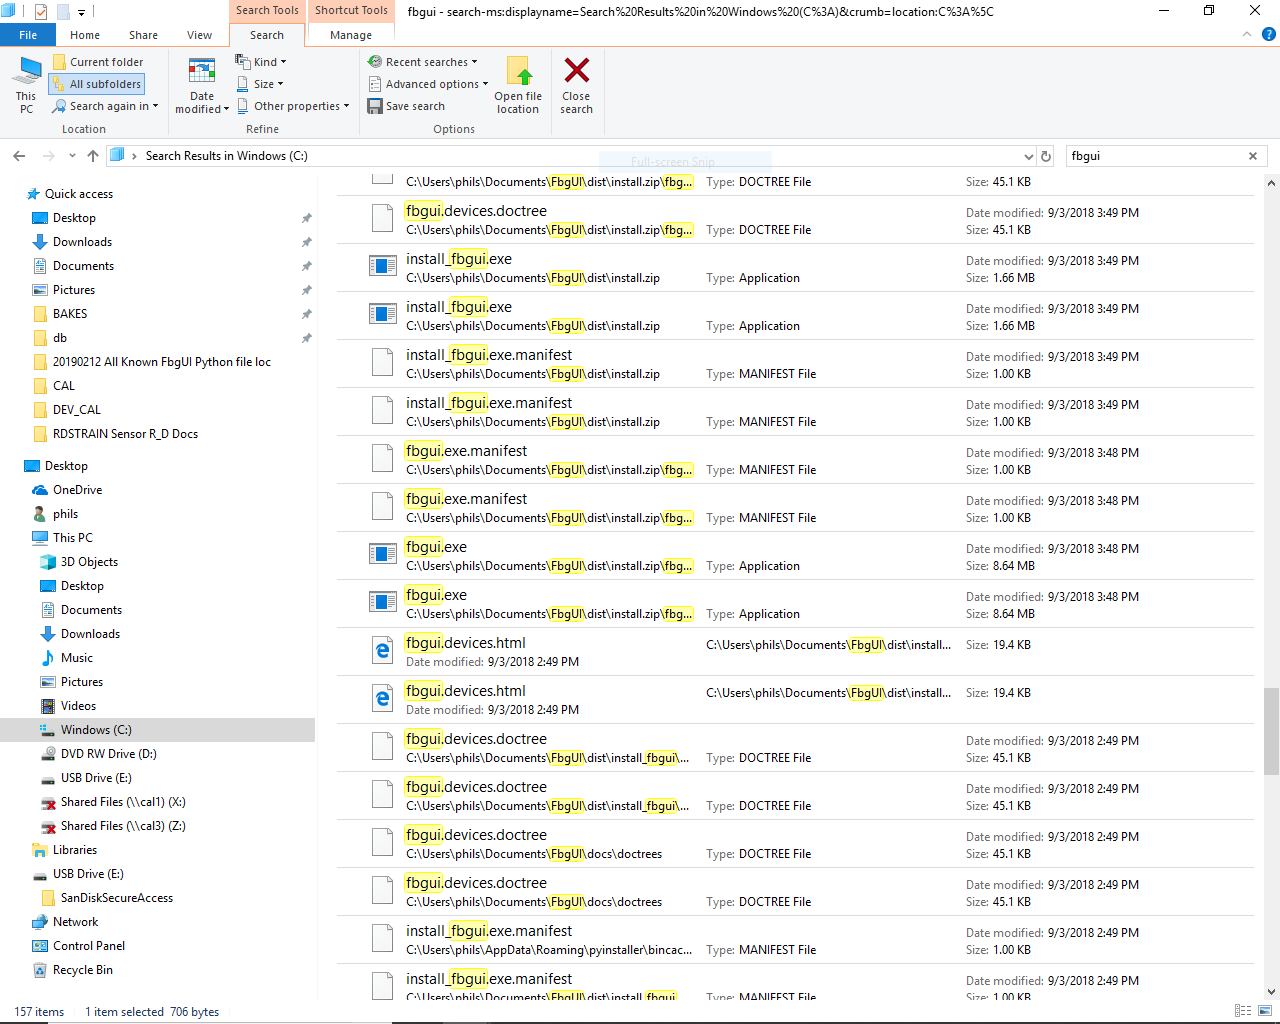 Search Tools
Shortcut Tools
fbgui - search-ms:displayname=Search%20Results%20in%20Windows%20(C%3A)&crumb=location:C%3A%5C
File
Home
Share
View
Search
Manage
This PC
Current folder
All subfolders
Search again in
Location
Date modified
Kind
Size
Other properties
Refine
Recent searches
Advanced options
Save search
Open file location
Options
Close search
Search Results in Windows (C:)
Full-screen Snip
fbgui
Quick access
Desktop
Downloads
Documents
Pictures
BAKES
db
20190212 All Known FbgUI Python file loc
CAL
DEV_CAL
RDSTRAIN Sensor R_D Docs
Desktop
OneDrive
phils
This PC
3D Objects
Desktop
Documents
Downloads
Music
Pictures
Videos
Windows (C:)
DVD RW Drive (D:)
USB Drive (E:)
Shared Files (\\cal1) (X:)
Shared Files (\\cal3) (Z:)
Libraries
USB Drive (E:)
SanDiskSecureAccess
Network
Control Panel
Recycle Bin
C:\Users\phils\Documents\FbgUI\dist\install.zip\fbg... Type: DOCTREE File Size: 45.1 KB
fbgui.devices.doctree Date modified: 9/3/2018 3:49 PM
C:\Users\phils\Documents\FbgUI\dist\install.zip\fbg... Type: DOCTREE File Size: 45.1 KB
install_fbgui.exe Date modified: 9/3/2018 3:49 PM
C:\Users\phils\Documents\FbgUI\dist\install.zip Type: Application Size: 1.66 MB
install_fbgui.exe Date modified: 9/3/2018 3:49 PM
C:\Users\phils\Documents\FbgUI\dist\install.zip Type: Application Size: 1.66 MB
install_fbgui.exe.manifest Date modified: 9/3/2018 3:49 PM
C:\Users\phils\Documents\FbgUI\dist\install.zip Type: MANIFEST File Size: 1.00 KB
install_fbgui.exe.manifest Date modified: 9/3/2018 3:49 PM
C:\Users\phils\Documents\FbgUI\dist\install.zip Type: MANIFEST File Size: 1.00 KB
fbgui.exe.manifest Date modified: 9/3/2018 3:48 PM
C:\Users\phils\Documents\FbgUI\dist\install.zip\fbg... Type: MANIFEST File Size: 1.00 KB
fbgui.exe.manifest Date modified: 9/3/2018 3:48 PM
C:\Users\phils\Documents\FbgUI\dist\install.zip\fbg... Type: MANIFEST File Size: 1.00 KB
fbgui.exe Date modified: 9/3/2018 3:48 PM
C:\Users\phils\Documents\FbgUI\dist\install.zip\fbg... Type: Application Size: 8.64 MB
fbgui.exe Date modified: 9/3/2018 3:48 PM
C:\Users\phils\Documents\FbgUI\dist\install.zip\fbg... Type: Application Size: 8.64 MB
fbgui.devices.html C:\Users\phils\Documents\FbgUI\dist\install... Size: 19.4 KB
Date modified: 9/3/2018 2:49 PM
fbgui.devices.html C:\Users\phils\Documents\FbgUI\dist\install... Size: 19.4 KB
Date modified: 9/3/2018 2:49 PM
fbgui.devices.doctree Date modified: 9/3/2018 2:49 PM
C:\Users\phils\Documents\FbgUI\dist\install_fbgui\... Type: DOCTREE File Size: 45.1 KB
fbgui.devices.doctree Date modified: 9/3/2018 2:49 PM
C:\Users\phils\Documents\FbgUI\dist\install_fbgui\... Type: DOCTREE File Size: 45.1 KB
fbgui.devices.doctree Date modified: 9/3/2018 2:49 PM
C:\Users\phils\Documents\FbgUI\docs\doctrees Type: DOCTREE File Size: 45.1 KB
fbgui.devices.doctree Date modified: 9/3/2018 2:49 PM
C:\Users\phils\Documents\FbgUI\docs\doctrees Type: DOCTREE File Size: 45.1 KB
install_fbgui.exe.manifest Date modified: 9/3/2018 2:49 PM
C:\Users\phils\AppData\Roaming\pyinstaller\bincac... Type: MANIFEST File Size: 1.00 KB
install_fbgui.exe.manifest Date modified: 9/3/2018 2:49 PM
C:\Users\phils\Documents\FbgUI\dist\install_fbgui Type: MANIFEST File Size: 1.00 KB
157 items 1 item selected 706 bytes